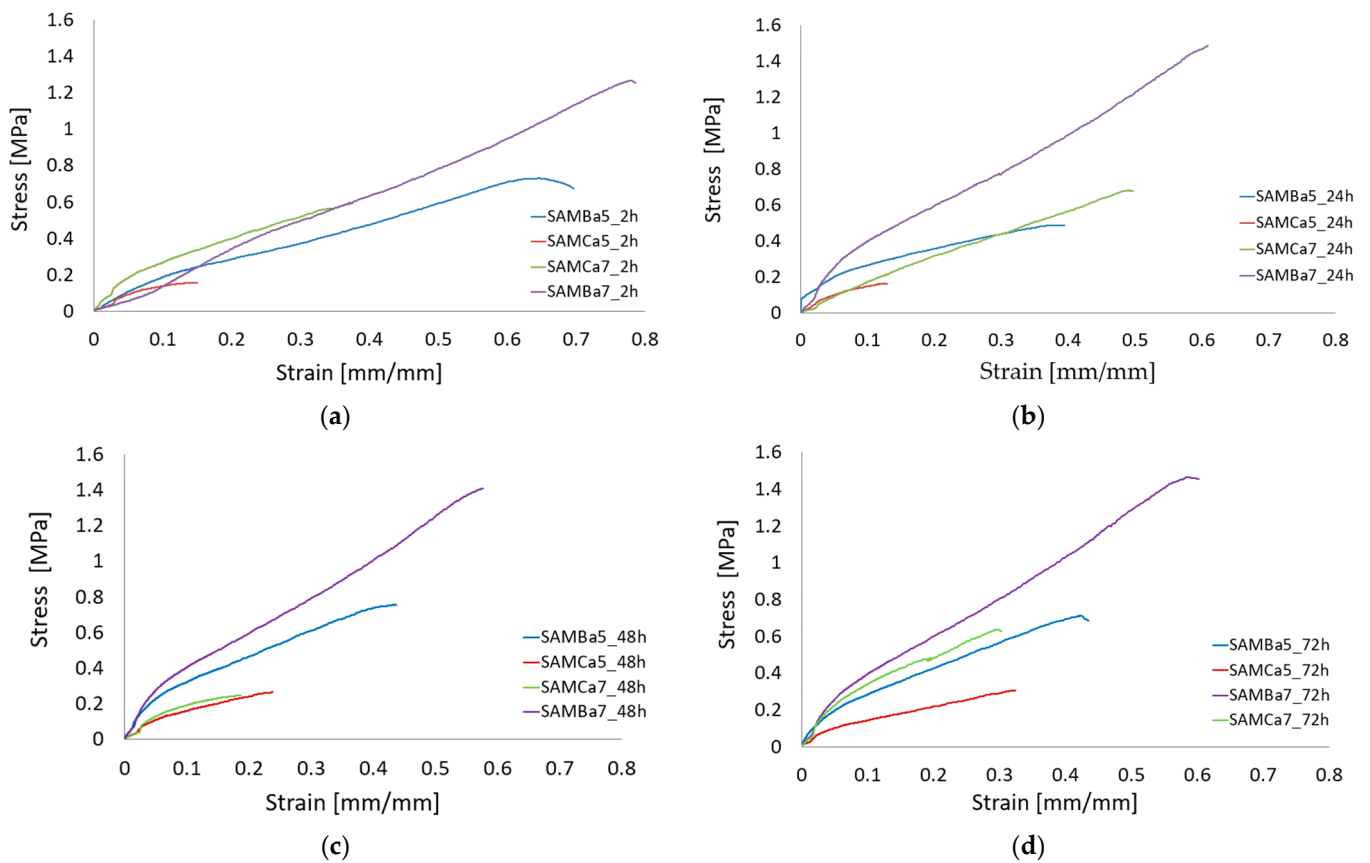 1.6
1.4
1.2
1
0.8
0.6
0.4
0.2
0
Stress [MPa]
0 0.1 0.2 0.3 0.4 0.5 0.6 0.7 0.8
Strain [mm/mm]
SAMBa5_2h
SAMCa5_2h
SAMCa7_2h
SAMBa7_2h
(a)
1.6
1.4
1.2
1
0.8
0.6
0.4
0.2
0
Stress [MPa]
0 0.1 0.2 0.3 0.4 0.5 0.6 0.7 0.8
Strain [mm/mm]
SAMBa5_24h
SAMCa5_24h
SAMCa7_24h
SAMBa7_24h
(b)
1.6
1.4
1.2
1
0.8
0.6
0.4
0.2
0
Stress [MPa]
0 0.1 0.2 0.3 0.4 0.5 0.6 0.7 0.8
Strain [mm/mm]
SAMBa5_48h
SAMCa5_48h
SAMCa7_48h
SAMBa7_48h
(c)
1.6
1.4
1.2
1
0.8
0.6
0.4
0.2
0
Stress [MPa]
0 0.1 0.2 0.3 0.4 0.5 0.6 0.7 0.8
Strain [mm/mm]
SAMBa5_72h
SAMCa5_72h
SAMBa7_72h
SAMCa7_72h
(d)